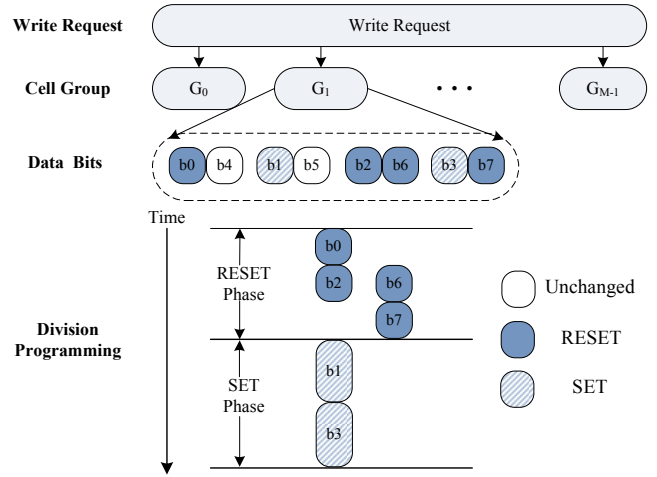 Write Request
Write Request
Cell Group
G0
G1
· · ·
GM-1
Data Bits
b0 b4 b1 b5 b2 b6 b3 b7
Time
b0
RESET
Phase
b2 b6
b7
Unchanged
RESET
SET
Division
Programming
SET
Phase
b1
b3